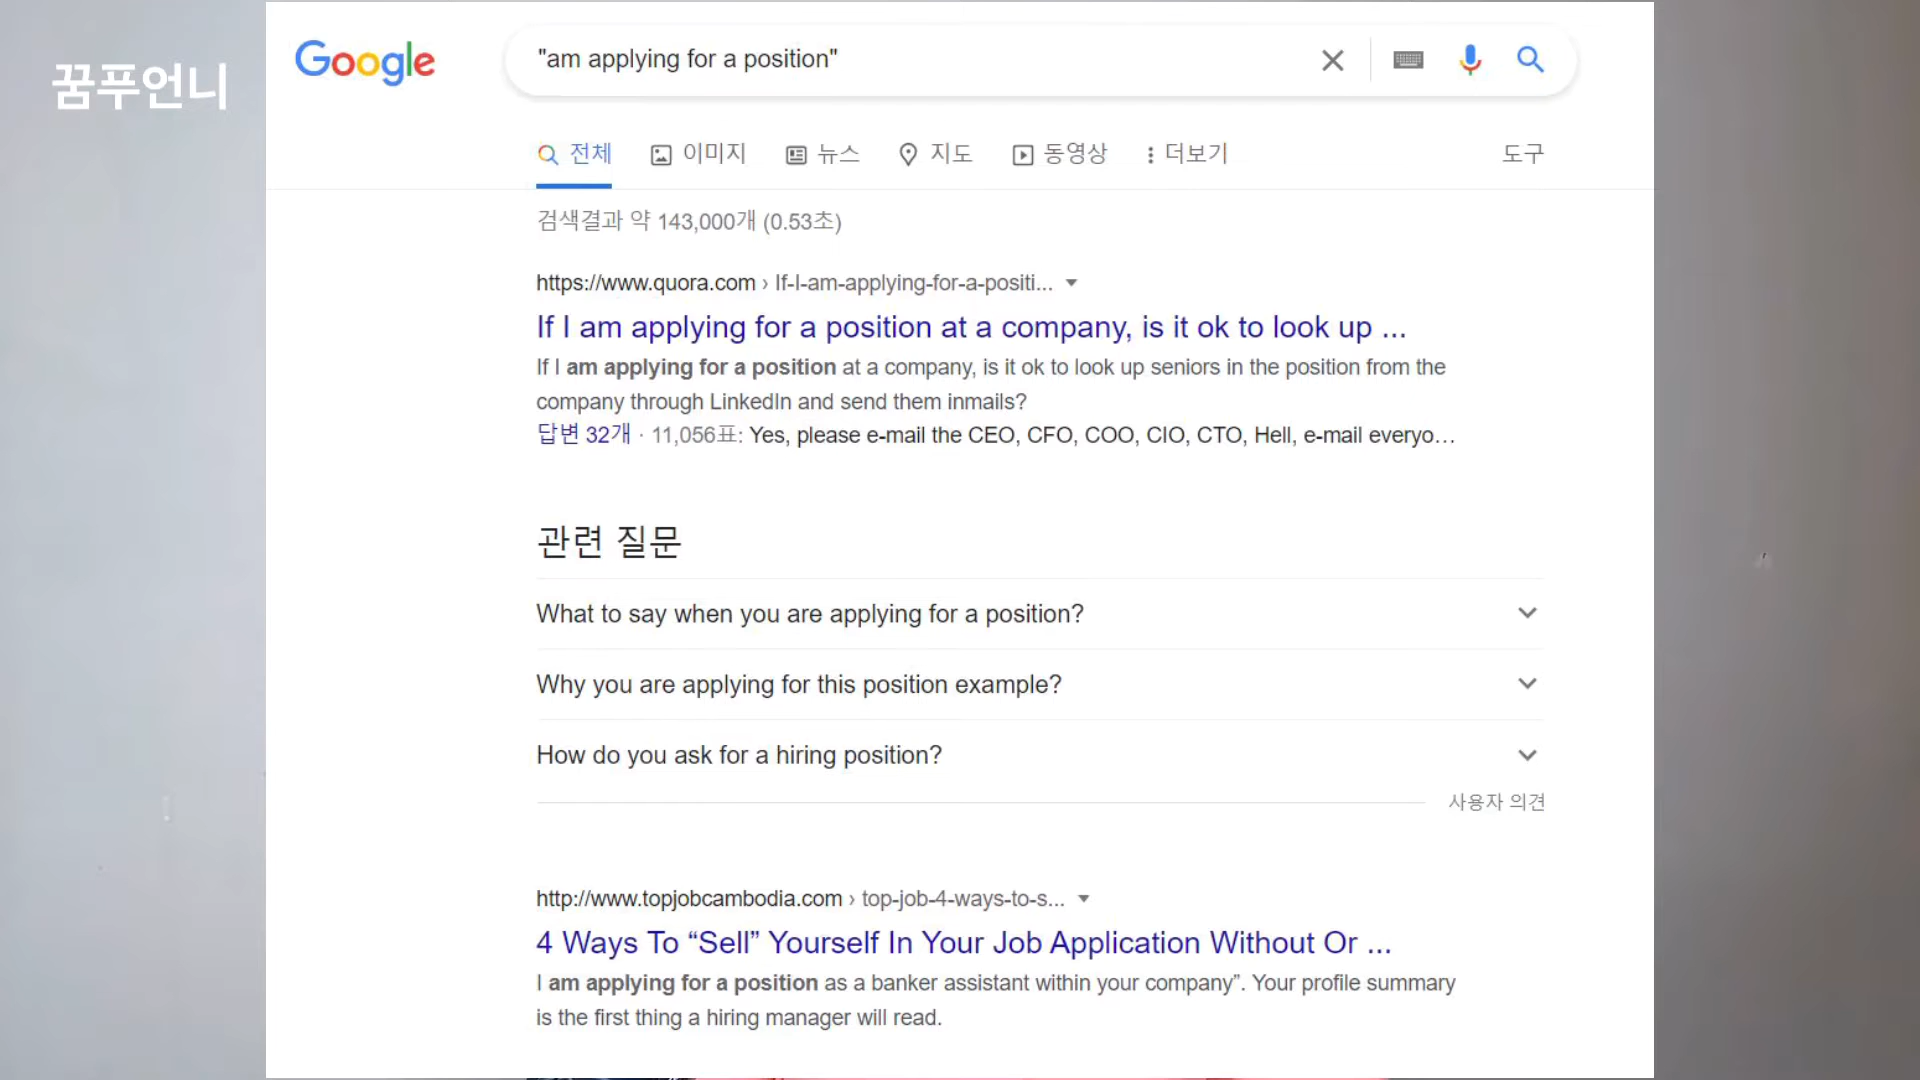 꿈푸언니
Google
"am applying for a position"
전체 이미지 뉴스 지도 동영상 더보기 도구
검색결과 약 143,000개 (0.53초)
https://www.quora.com › If-I-am-applying-for-a-positi...
If I am applying for a position at a company, is it ok to look up ...
If I am applying for a position at a company, is it ok to look up seniors in the position from the
company through LinkedIn and send them inmails?
답변 32개 · 11,056표: Yes, please e-mail the CEO, CFO, COO, CIO, CTO, Hell, e-mail everyo…
관련 질문
What to say when you are applying for a position?
Why you are applying for this position example?
How do you ask for a hiring position?
사용자 의견
http://www.topjobcambodia.com › top-job-4-ways-to-s...
4 Ways To “Sell” Yourself In Your Job Application Without Or ...
I am applying for a position as a banker assistant within your company”. Your profile summary
is the first thing a hiring manager will read.